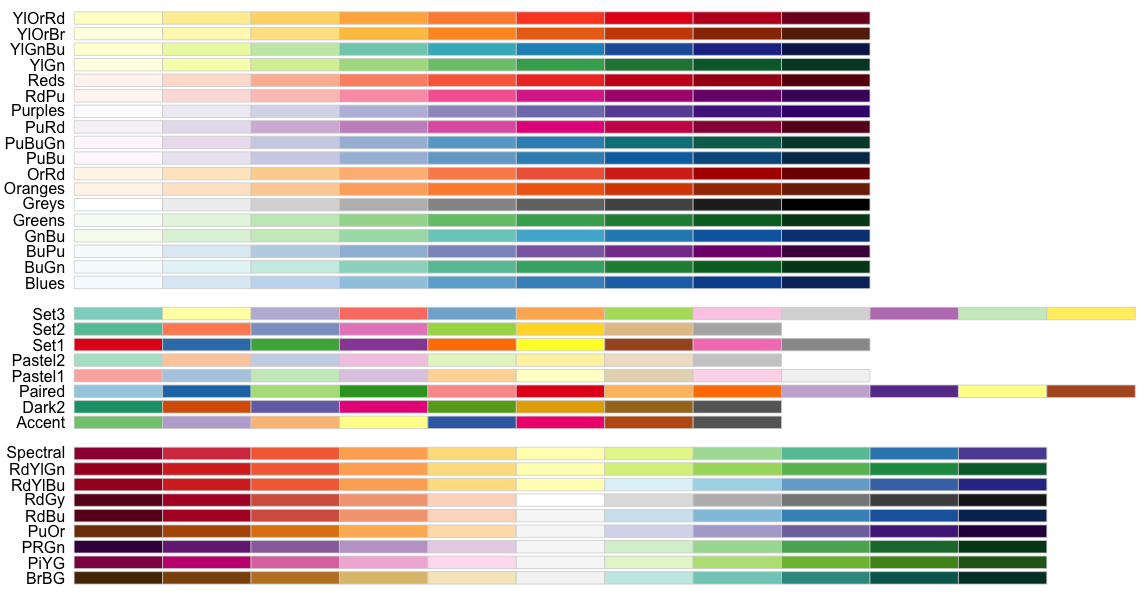 YlOrRd
YlOrBr
YlGnBu
YlGn
Reds
RdPu
Purples
PuRd
PuBuGn
PuBu
OrRd
Oranges
Greys
Greens
GnBu
BuPu
BuGn
Blues
Set3
Set2
Set1
Pastel2
Pastel1
Paired
Dark2
Accent
Spectral
RdYlGn
RdYlBu
RdGy
RdBu
PuOr
PRGn
PiYG
BrBG